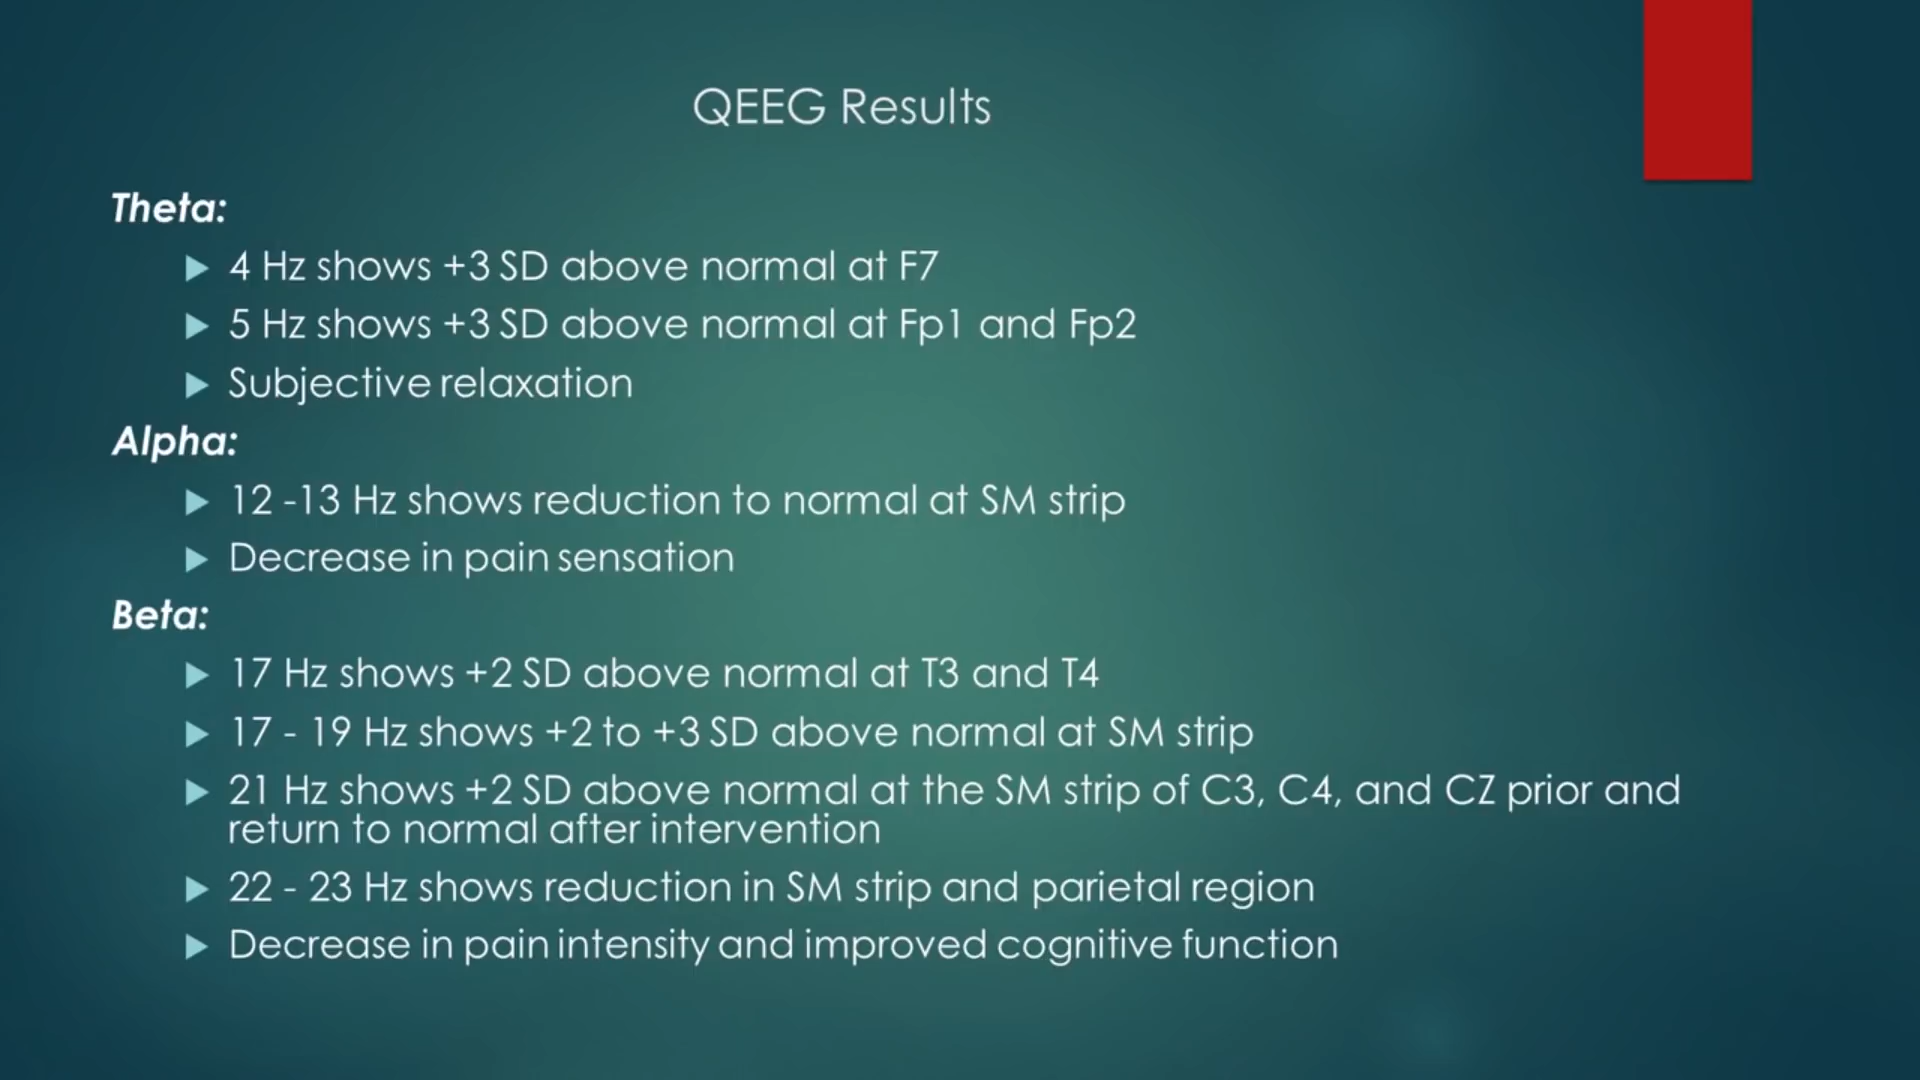 QEEG Results
Theta:
4 Hz shows +3 SD above normal at F7
5 Hz shows +3 SD above normal at Fp1 and Fp2
Subjective relaxation
Alpha:
12 -13 Hz shows reduction to normal at SM strip
Decrease in pain sensation
Beta:
17 Hz shows +2 SD above normal at T3 and T4
17 - 19 Hz shows +2 to +3 SD above normal at SM strip
21 Hz shows +2 SD above normal at the SM strip of C3, C4, and CZ prior and
return to normal after intervention
22 - 23 Hz shows reduction in SM strip and parietal region
Decrease in pain intensity and improved cognitive function